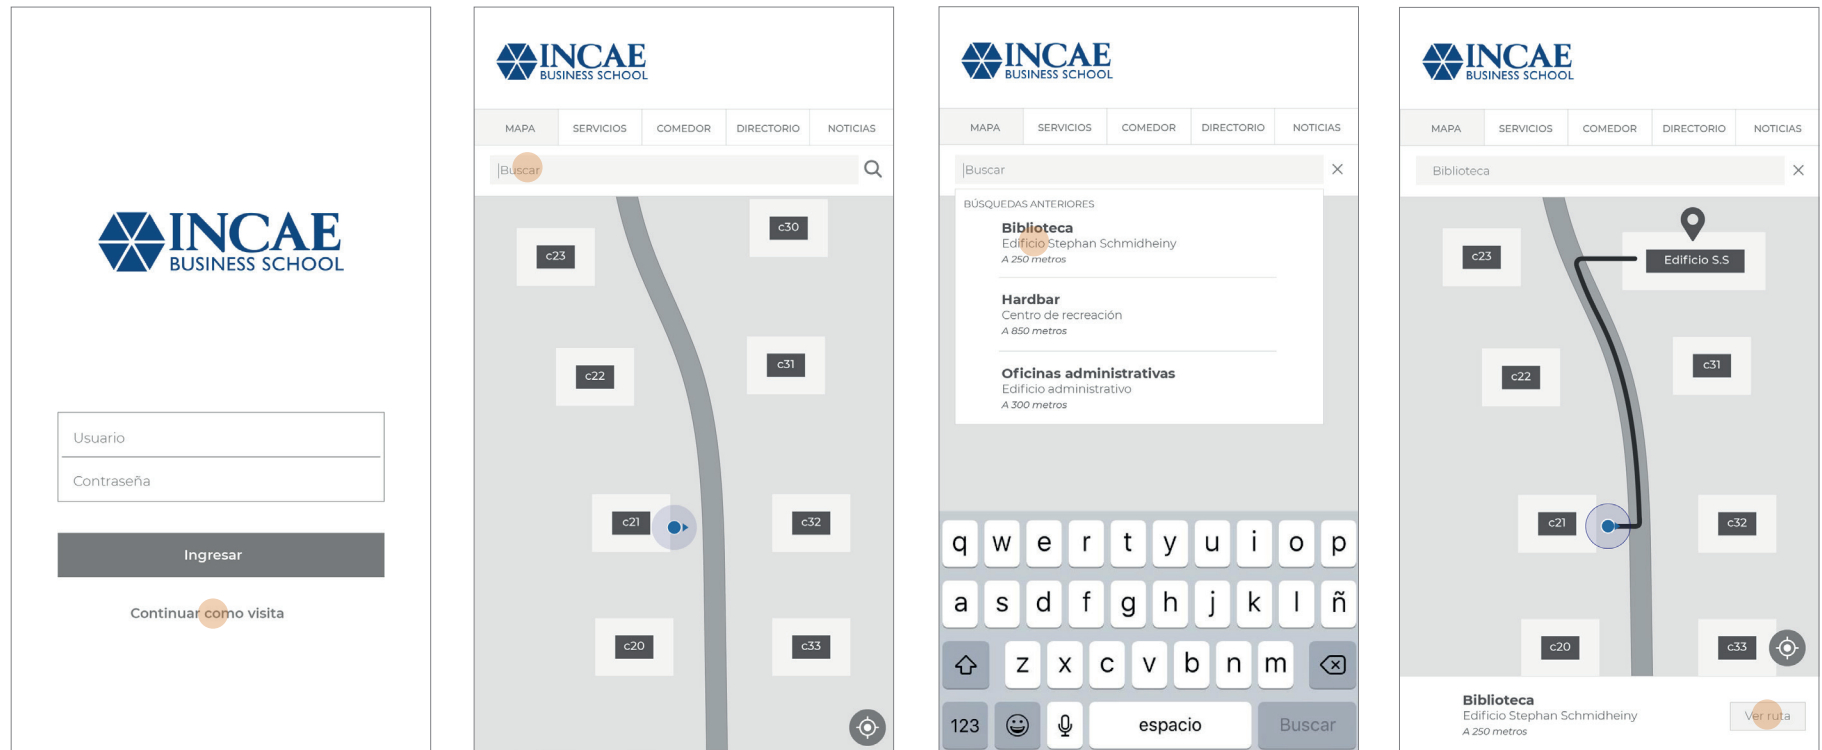 INCAE
BUSINESS SCHOOL
Usuario
Contraseña
Ingresar
Continuar como visita
INCAE
BUSINESS SCHOOL
MAPA SERVICIOS COMEDOR DIRECTORIO NOTICIAS
Buscar
c30
c23
c31
c22
c21
c32
c20
c33
INCAE
BUSINESS SCHOOL
MAPA SERVICIOS COMEDOR DIRECTORIO NOTICIAS
Buscar
BÚSQUEDAS ANTERIORES
Biblioteca
Edificio Stephan Schmidheiny
A 250 metros
Hardbar
Centro de recreación
A 850 metros
Oficinas administrativas
Edificio administrativo
A 300 metros
q w e r t y u i o p
a s d f g h j k l ñ
z x c v b n m
123 espacio Buscar
INCAE
BUSINESS SCHOOL
MAPA SERVICIOS COMEDOR DIRECTORIO NOTICIAS
Biblioteca
c23
Edificio S.S
c31
c22
c21
c32
c20
c33
Biblioteca
Edificio Stephan Schmidheiny
A 250 metros
Ver ruta